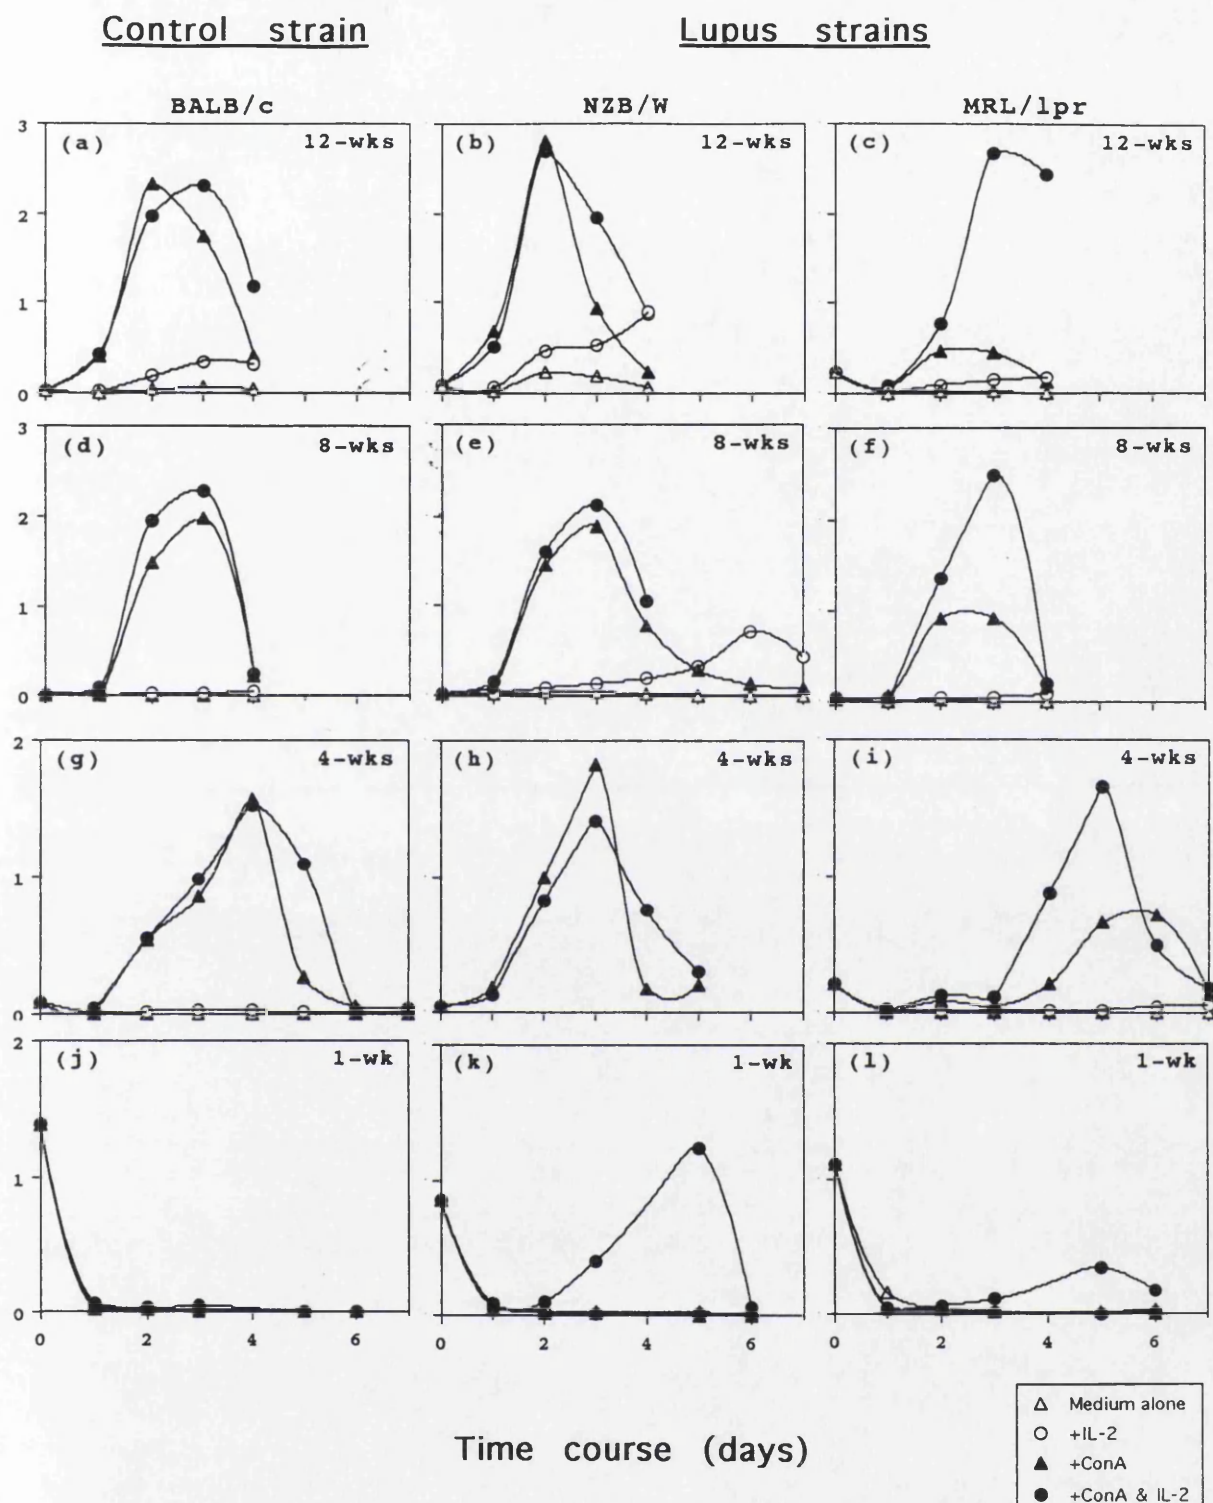 Control strain Lupus strains
BALB/c NZB/W MRL/lpr
3 (a) 12-wks (b) 12-wks (c) 12-wks
2
1
0
3 (d) 8-wks (e) 8-wks (f) 8-wks
2
1
0
2 (g) 4-wks (h) 4-wks (i) 4-wks
1
0
2 (j) 1-wk (k) 1-wk (l) 1-wk
1
0
0 2 4 6 0 2 4 6 0 2 4 6
Time course (days)
Medium alone
+IL-2
+ConA
+ConA & IL-2